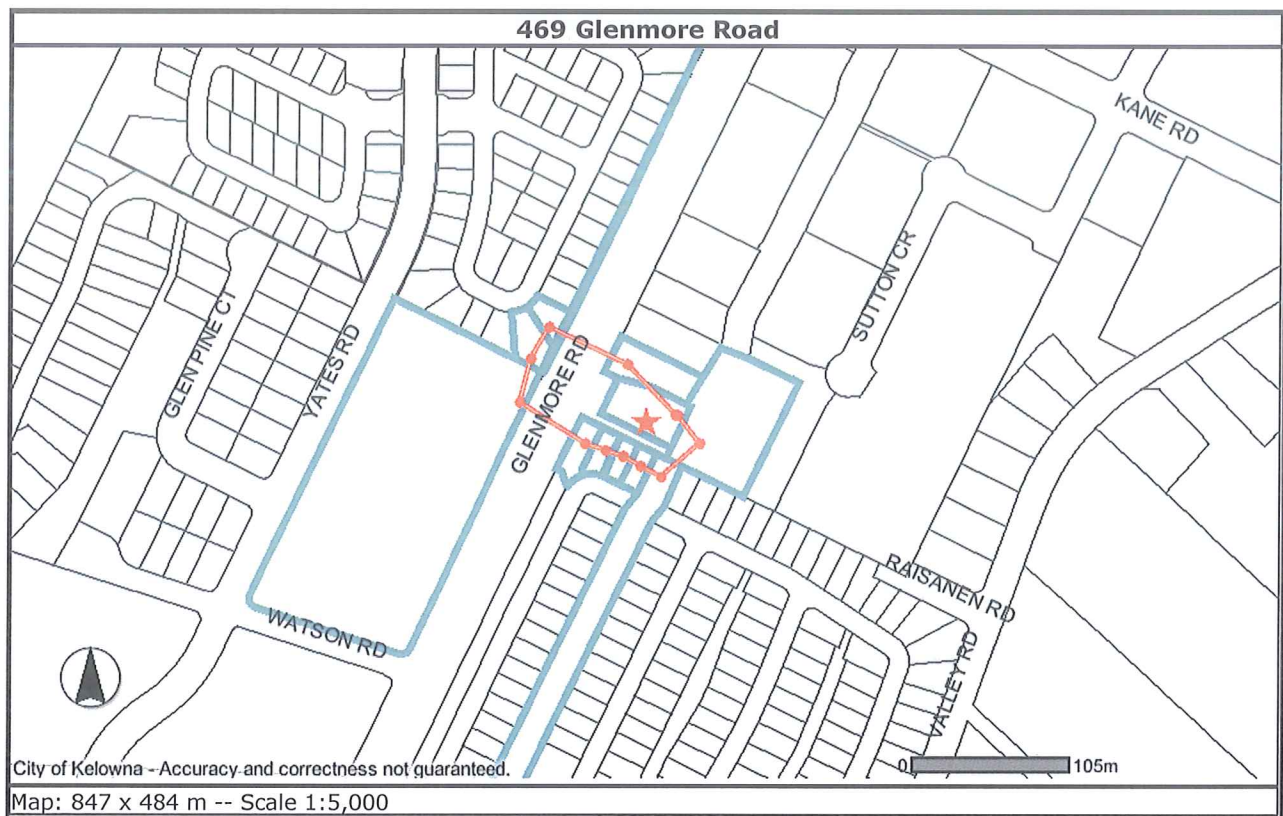 469 Glenmore Road
KANE RD
SUTTON CR
GLEN PINE CT
YATES RD
GLENMORE RD
RAISANEN RD
WATSON RD
VALLEY RD
City of Kelowna - Accuracy and correctness not guaranteed.
0 105m
Map: 847 x 484 m -- Scale 1:5,000